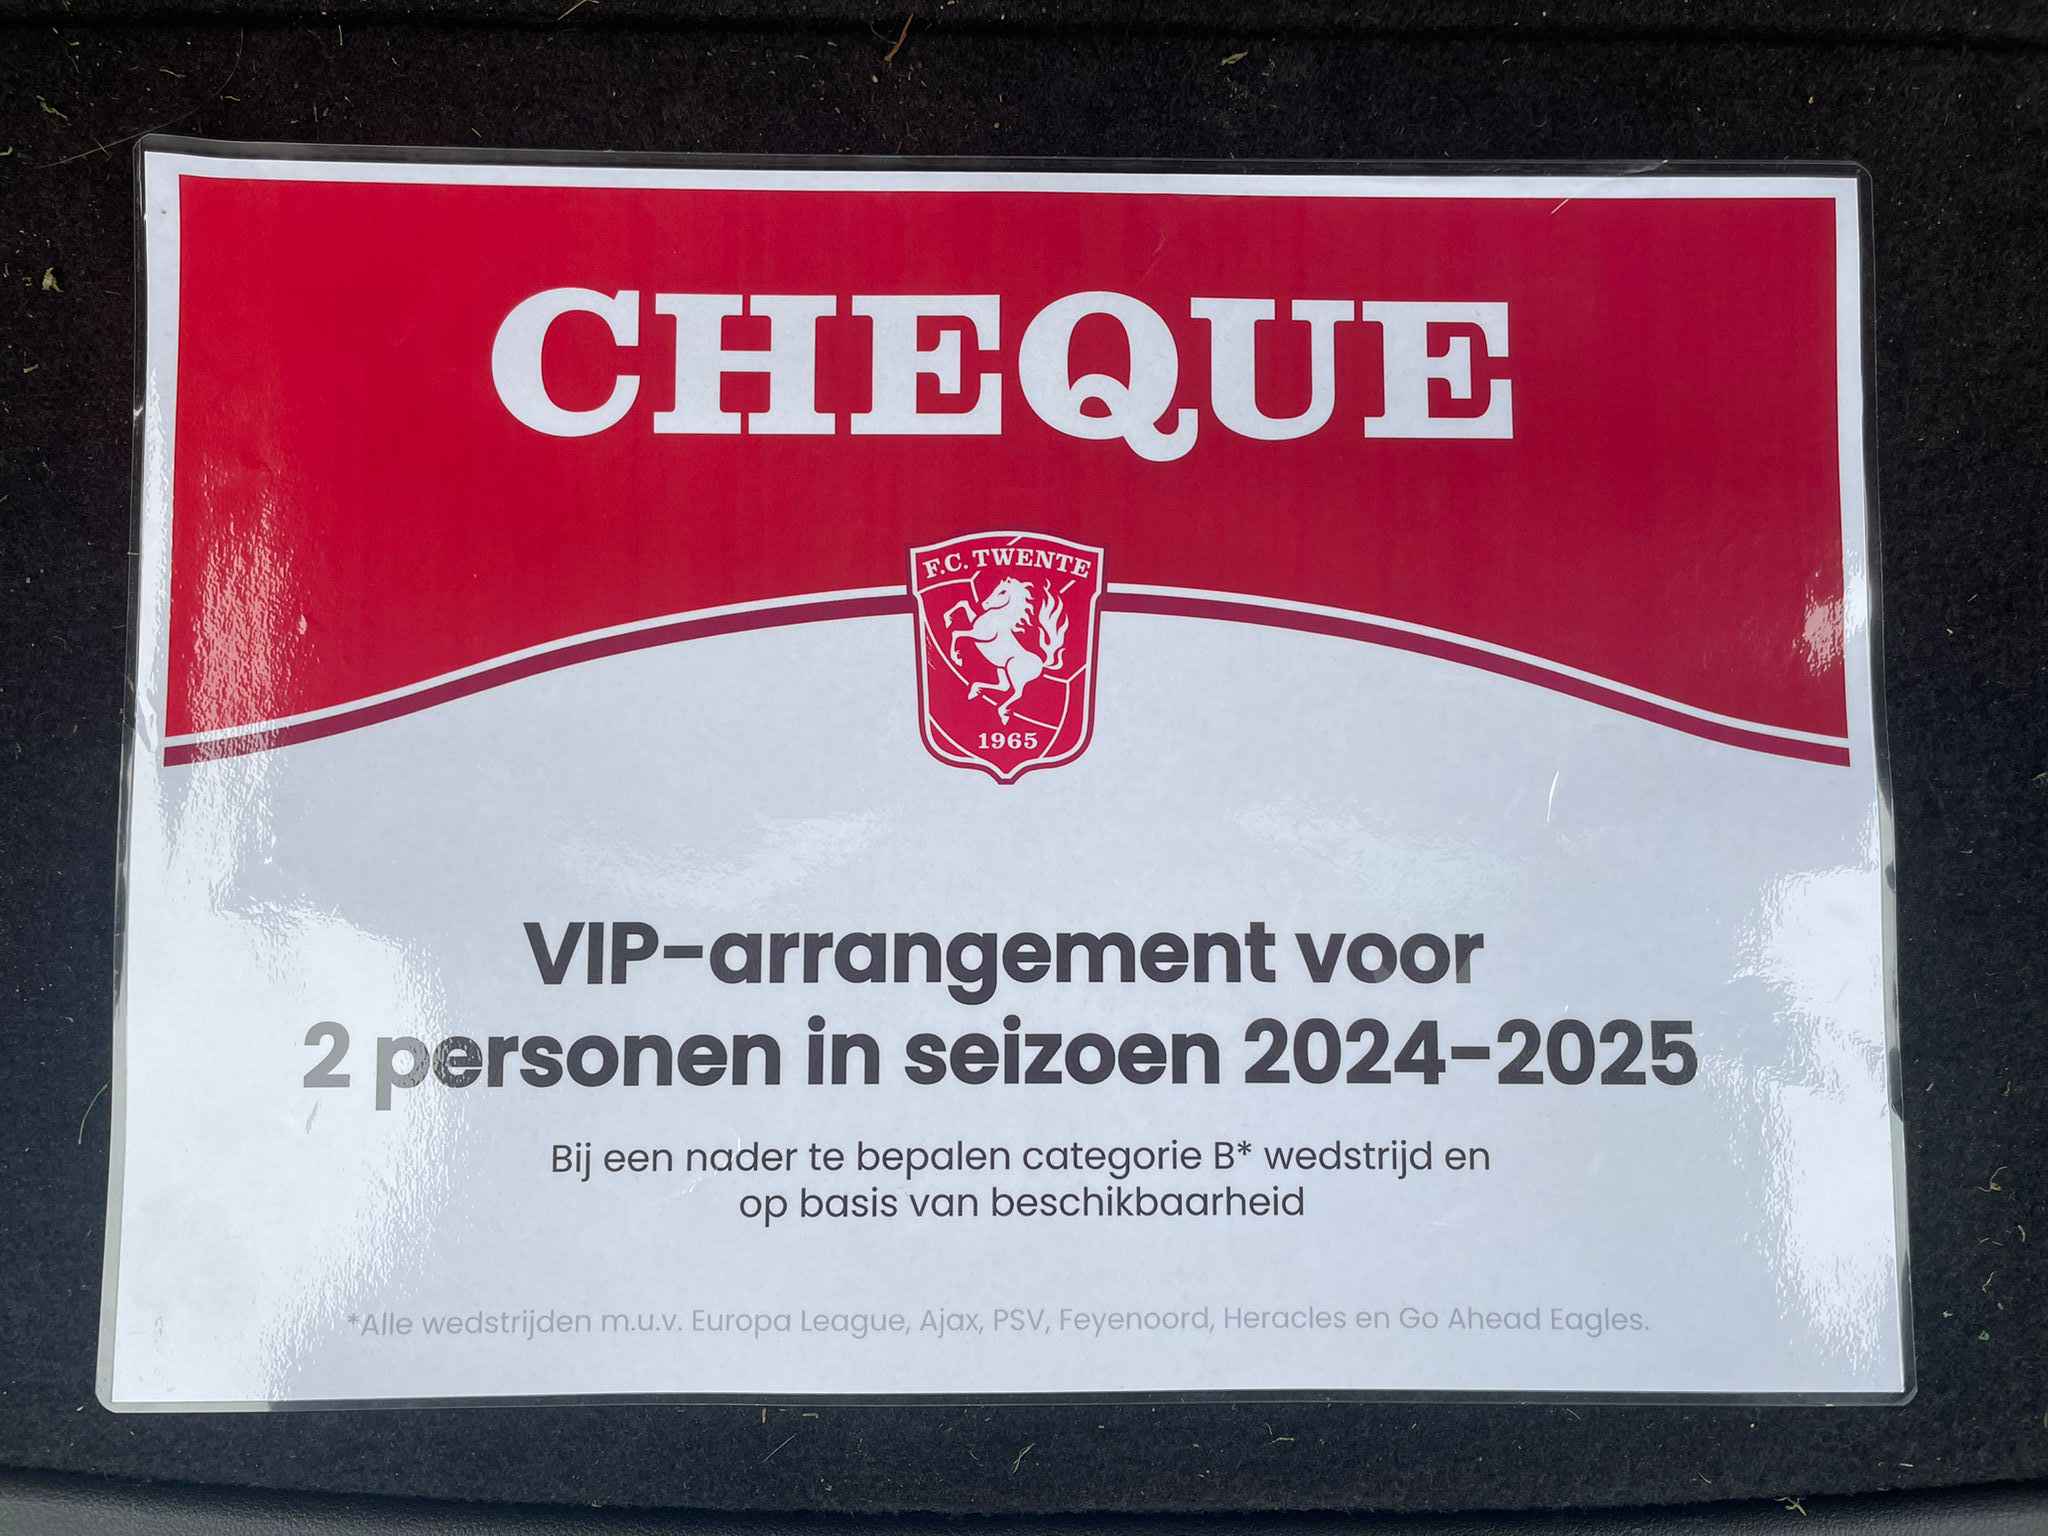 CHEQUE
F.C. TWENTE
1965
VIP-arrangement voor
2 personen in seizoen 2024-2025
Bij een nader te bepalen categorie B* wedstrijd en
op basis van beschikbaarheid
*Alle wedstrijden m.u.v. Europa League, Ajax, PSV, Feyenoord, Heracles en Go Ahead Eagles.